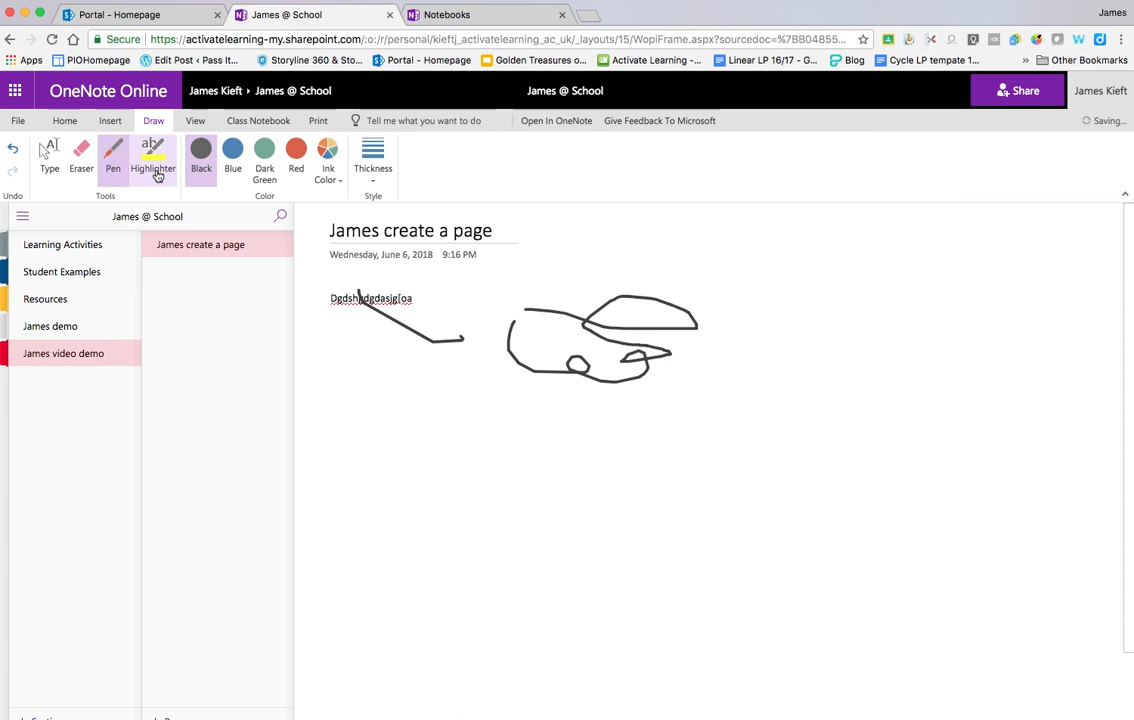 Portal - Homepage
James @ School
Notebooks
James
Secure
https://activatelearning-my.sharepoint.com/:o:/r/personal/kieftj_activatelearning_ac_uk/_layouts/15/WopiFrame.aspx?sourcedoc=%7BB04855...
Apps
PIOHomepage
Edit Post ‹ Pass It...
Storyline 360 & Sto...
Portal - Homepage
Golden Treasures o...
Activate Learning -...
Linear LP 16/17 - G...
Blog
Cycle LP tempate 1...
» Other Bookmarks
OneNote Online
James Kieft ▸ James @ School
James @ School
Share
James Kieft
File
Home
Insert
Draw
View
Class Notebook
Print
Tell me what you want to do
Open In OneNote
Give Feedback To Microsoft
Saving...
Type
Eraser
Pen
Highlighter
Black
Blue
Dark
Green
Red
Ink
Color
Thickness
Undo
Tools
Color
Style
James @ School
Learning Activities
Student Examples
Resources
James demo
James video demo
James create a page
James create a page
Wednesday, June 6, 2018 9:16 PM